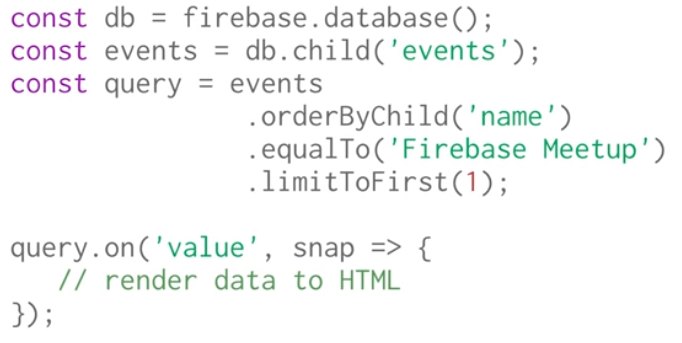 const db = firebase.database();
const events = db.child('events');
const query = events
.orderByChild('name')
.equalTo('Firebase Meetup')
.limitToFirst(1);
query.on('value', snap => {
// render data to HTML
});